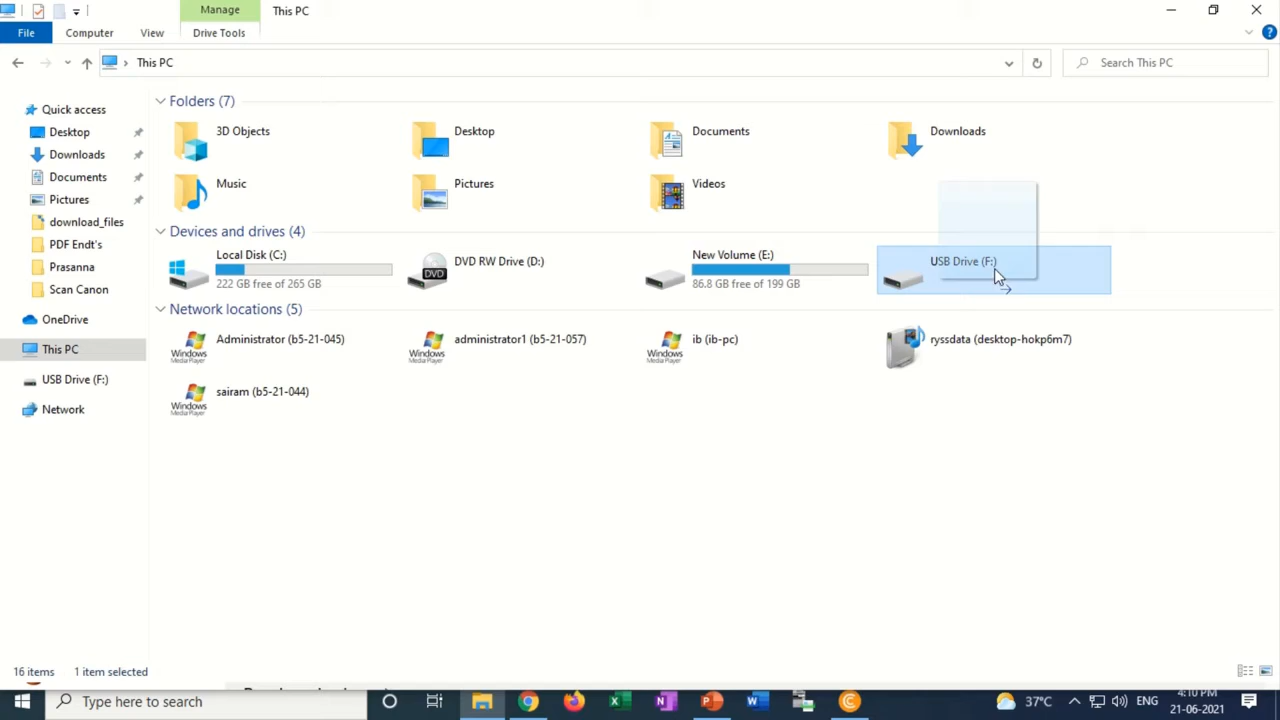 Manage
This PC
File
Computer
View
Drive Tools
This PC
Search This PC
Quick access
Desktop
Downloads
Documents
Pictures
download_files
PDF Endt's
Prasanna
Scan Canon
OneDrive
This PC
USB Drive (F:)
Network
Folders (7)
3D Objects
Desktop
Documents
Downloads
Music
Pictures
Videos
Devices and drives (4)
Local Disk (C:)
222 GB free of 265 GB
DVD
DVD RW Drive (D:)
New Volume (E:)
86.8 GB free of 199 GB
USB Drive (F:)
Network locations (5)
Windows
Media Player
Administrator (b5-21-045)
Windows
Media Player
administrator1 (b5-21-057)
Windows
Media Player
ib (ib-pc)
ryssdata (desktop-hokp6m7)
Windows
Media Player
sairam (b5-21-044)
16 items
1 item selected
Type here to search
37°C
ENG
4:10 PM
21-06-2021